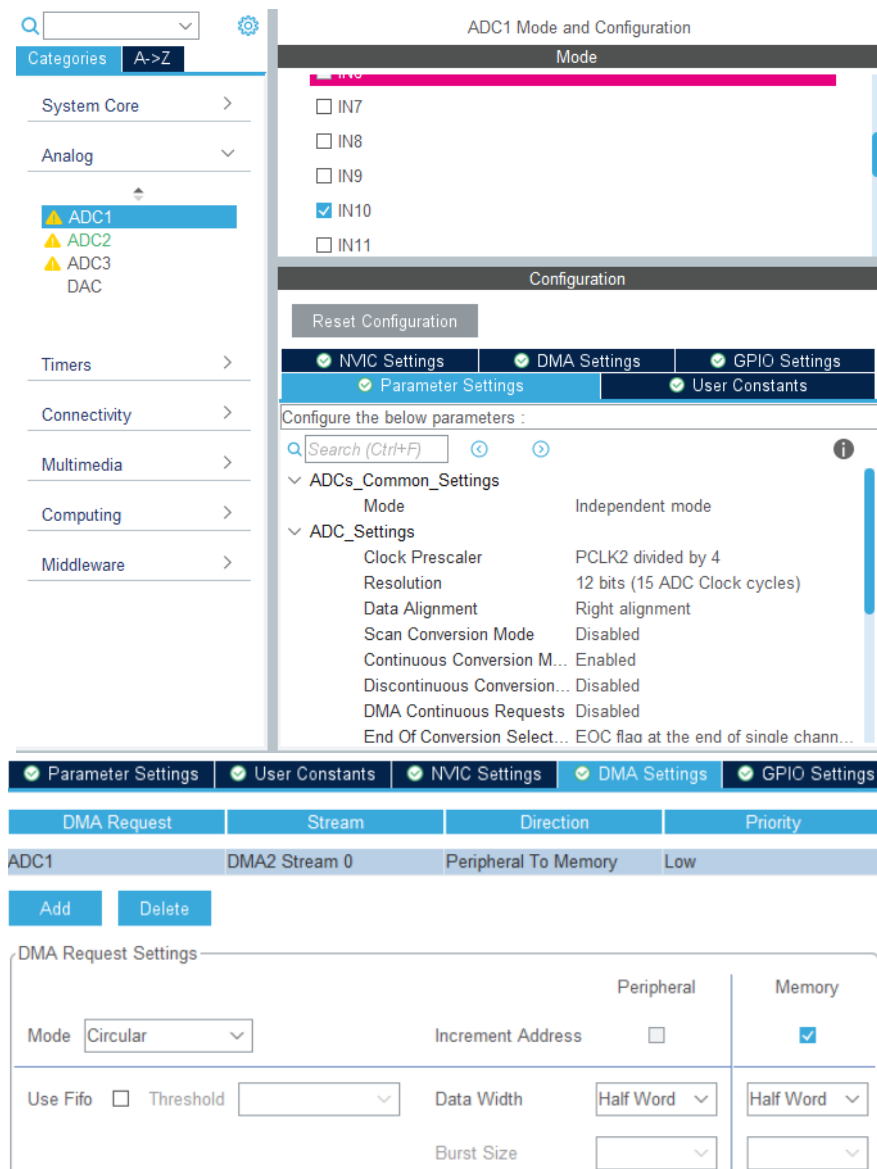 ADC1 Mode and Configuration
Categories A->Z
Mode
System Core
IN7
Analog
IN8
IN9
ADC1
IN10
ADC2
IN11
ADC3
DAC
Configuration
Reset Configuration
Timers
NVIC Settings DMA Settings GPIO Settings
Parameter Settings User Constants
Connectivity
Configure the below parameters :
Search (Ctrl+F)
Multimedia
ADCs_Common_Settings
Mode Independent mode
Computing
ADC_Settings
Clock Prescaler PCLK2 divided by 4
Middleware
Resolution 12 bits (15 ADC Clock cycles)
Data Alignment Right alignment
Scan Conversion Mode Disabled
Continuous Conversion M... Enabled
Discontinuous Conversion... Disabled
DMA Continuous Requests Disabled
End Of Conversion Select... EOC flag at the end of single chann...
Parameter Settings User Constants NVIC Settings DMA Settings GPIO Settings
DMA Request Stream Direction Priority
ADC1 DMA2 Stream 0 Peripheral To Memory Low
Add Delete
DMA Request Settings
Peripheral Memory
Mode Circular Increment Address
Use Fifo Threshold Data Width Half Word Half Word
Burst Size